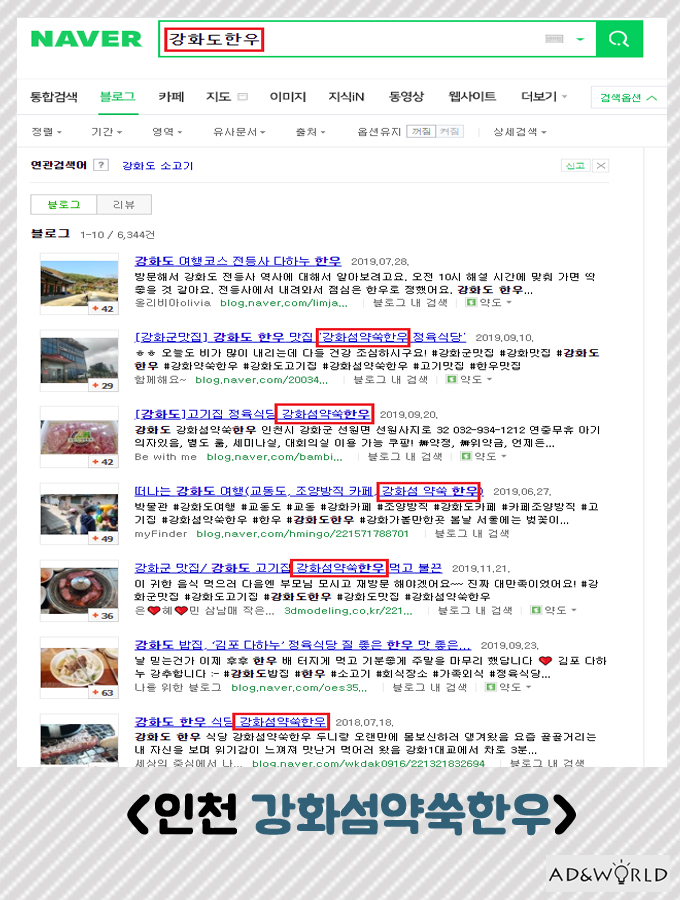 NAVER
강화도한우
통합검색 블로그 카페 지도 이미지 지식iN 동영상 웹사이트 더보기 검색옵션
정렬 기간 영역 유사문서 출처 옵션유지 꺼짐 켜짐 상세검색
연관검색어 ? 강화도 소고기 신고
블로그 리뷰
블로그 1-10 / 6,344건
강화도 여행코스 전등사 다하누 한우 2019.07.28.
방문해서 강화도 전등사 역사에 대해서 알아보려고요. 오전 10시 해설 시간에 맞춰 가면 딱
좋을 것 같아요. 전등사에서 내려와서 점심은 한우로 정했어요. 강화도 한우...
+42
올리비아olivia blog.naver.com/limja... 블로그 내 검색 약도
[강화군맛집] 강화도 한우 맛집 '강화섬약쑥한우 정육식당' 2019.09.10.
ㅎㅎ 오늘도 비가 많이 내리는데 다들 건강 조심하시구요! #강화군맛집 #강화맛집 #강화도
한우 #강화섬약쑥한우 #강화도고기집 #강화섬약쑥한우 #고기맛집 #한우맛집
+29
함께해요~ blog.naver.com/20034... 블로그 내 검색 약도
[강화도]고기집 정육식당 강화섬약쑥한우 2019.09.20.
강화도 강화섬약쑥한우 인천시 강화군 선원면 선원사지로 32 032-934-1212 연중무휴 아기
의자있음, 별도 룸, 세미나실, 대회의실 이용 가능 쿠팡! ₩약정, ₩위약금, 언제든...
+42
Be with me blog.naver.com/bambi... 블로그 내 검색 약도
떠나는 강화도 여행(교동도, 조양방직 카페, 강화섬 약쑥 한우) 2019.06.27.
박물관 #강화도여행 #강화도 #교동 #강화카페 #조양방직 #강화도카페 #카페조양방직 #고
기집 #강화섬약쑥한우 #한우 #강화도한우 #강화가볼만한곳 봄날 서울에는 벚꽃이...
+49
myFinder blog.naver.com/hmingo/221571788701 블로그 내 검색
강화군 맛집/ 강화도 고기집 강화섬약쑥한우 먹고 불끈 2019.11.21.
이 귀한 음식 먹으러 다음엔 부모님 모시고 재방문 해야겠어요~~ 진짜 대만족이였어요! #강
화군맛집 #강화도고기집 #강화도한우맛집 #강화도맛집 #강화섬약쑥한우
+36
은❤혜❤민 삼남매 작은... 3dmodeling.co.kr/221... 블로그 내 검색 약도
강화도 밥집, '김포 다하누' 정육식당 질 좋은 한우 맛 좋은... 2019.09.23.
날 믿는건가 이제 후후 한우 배 터지게 먹고 기분좋게 주말을 마무리 했답니다 ❤ 김포 다하
누 강추합니다 :- #강화도밥집 #한우 #소고기 #회식장소 #가족외식 #정육식당...
+63
나를 위한 블로그 blog.naver.com/oes35... 블로그 내 검색 약도
강화도 한우 식당 강화섬약쑥한우 2018.07.18.
강화도 한우 식당 강화섬약쑥한우 두니랑 오랜만에 몸보신하러 댕겨왔음 요즘 골골거리는
내 자신을 보며 위기감이 느껴져 맛난거 먹어러 왔음 강화1대교에서 차로 3분...
세상의 중심에서 나... blog.naver.com/wkdak0916/221321832694 블로그 내 검색
<인천 강화섬약쑥한우>
AD&WORLD